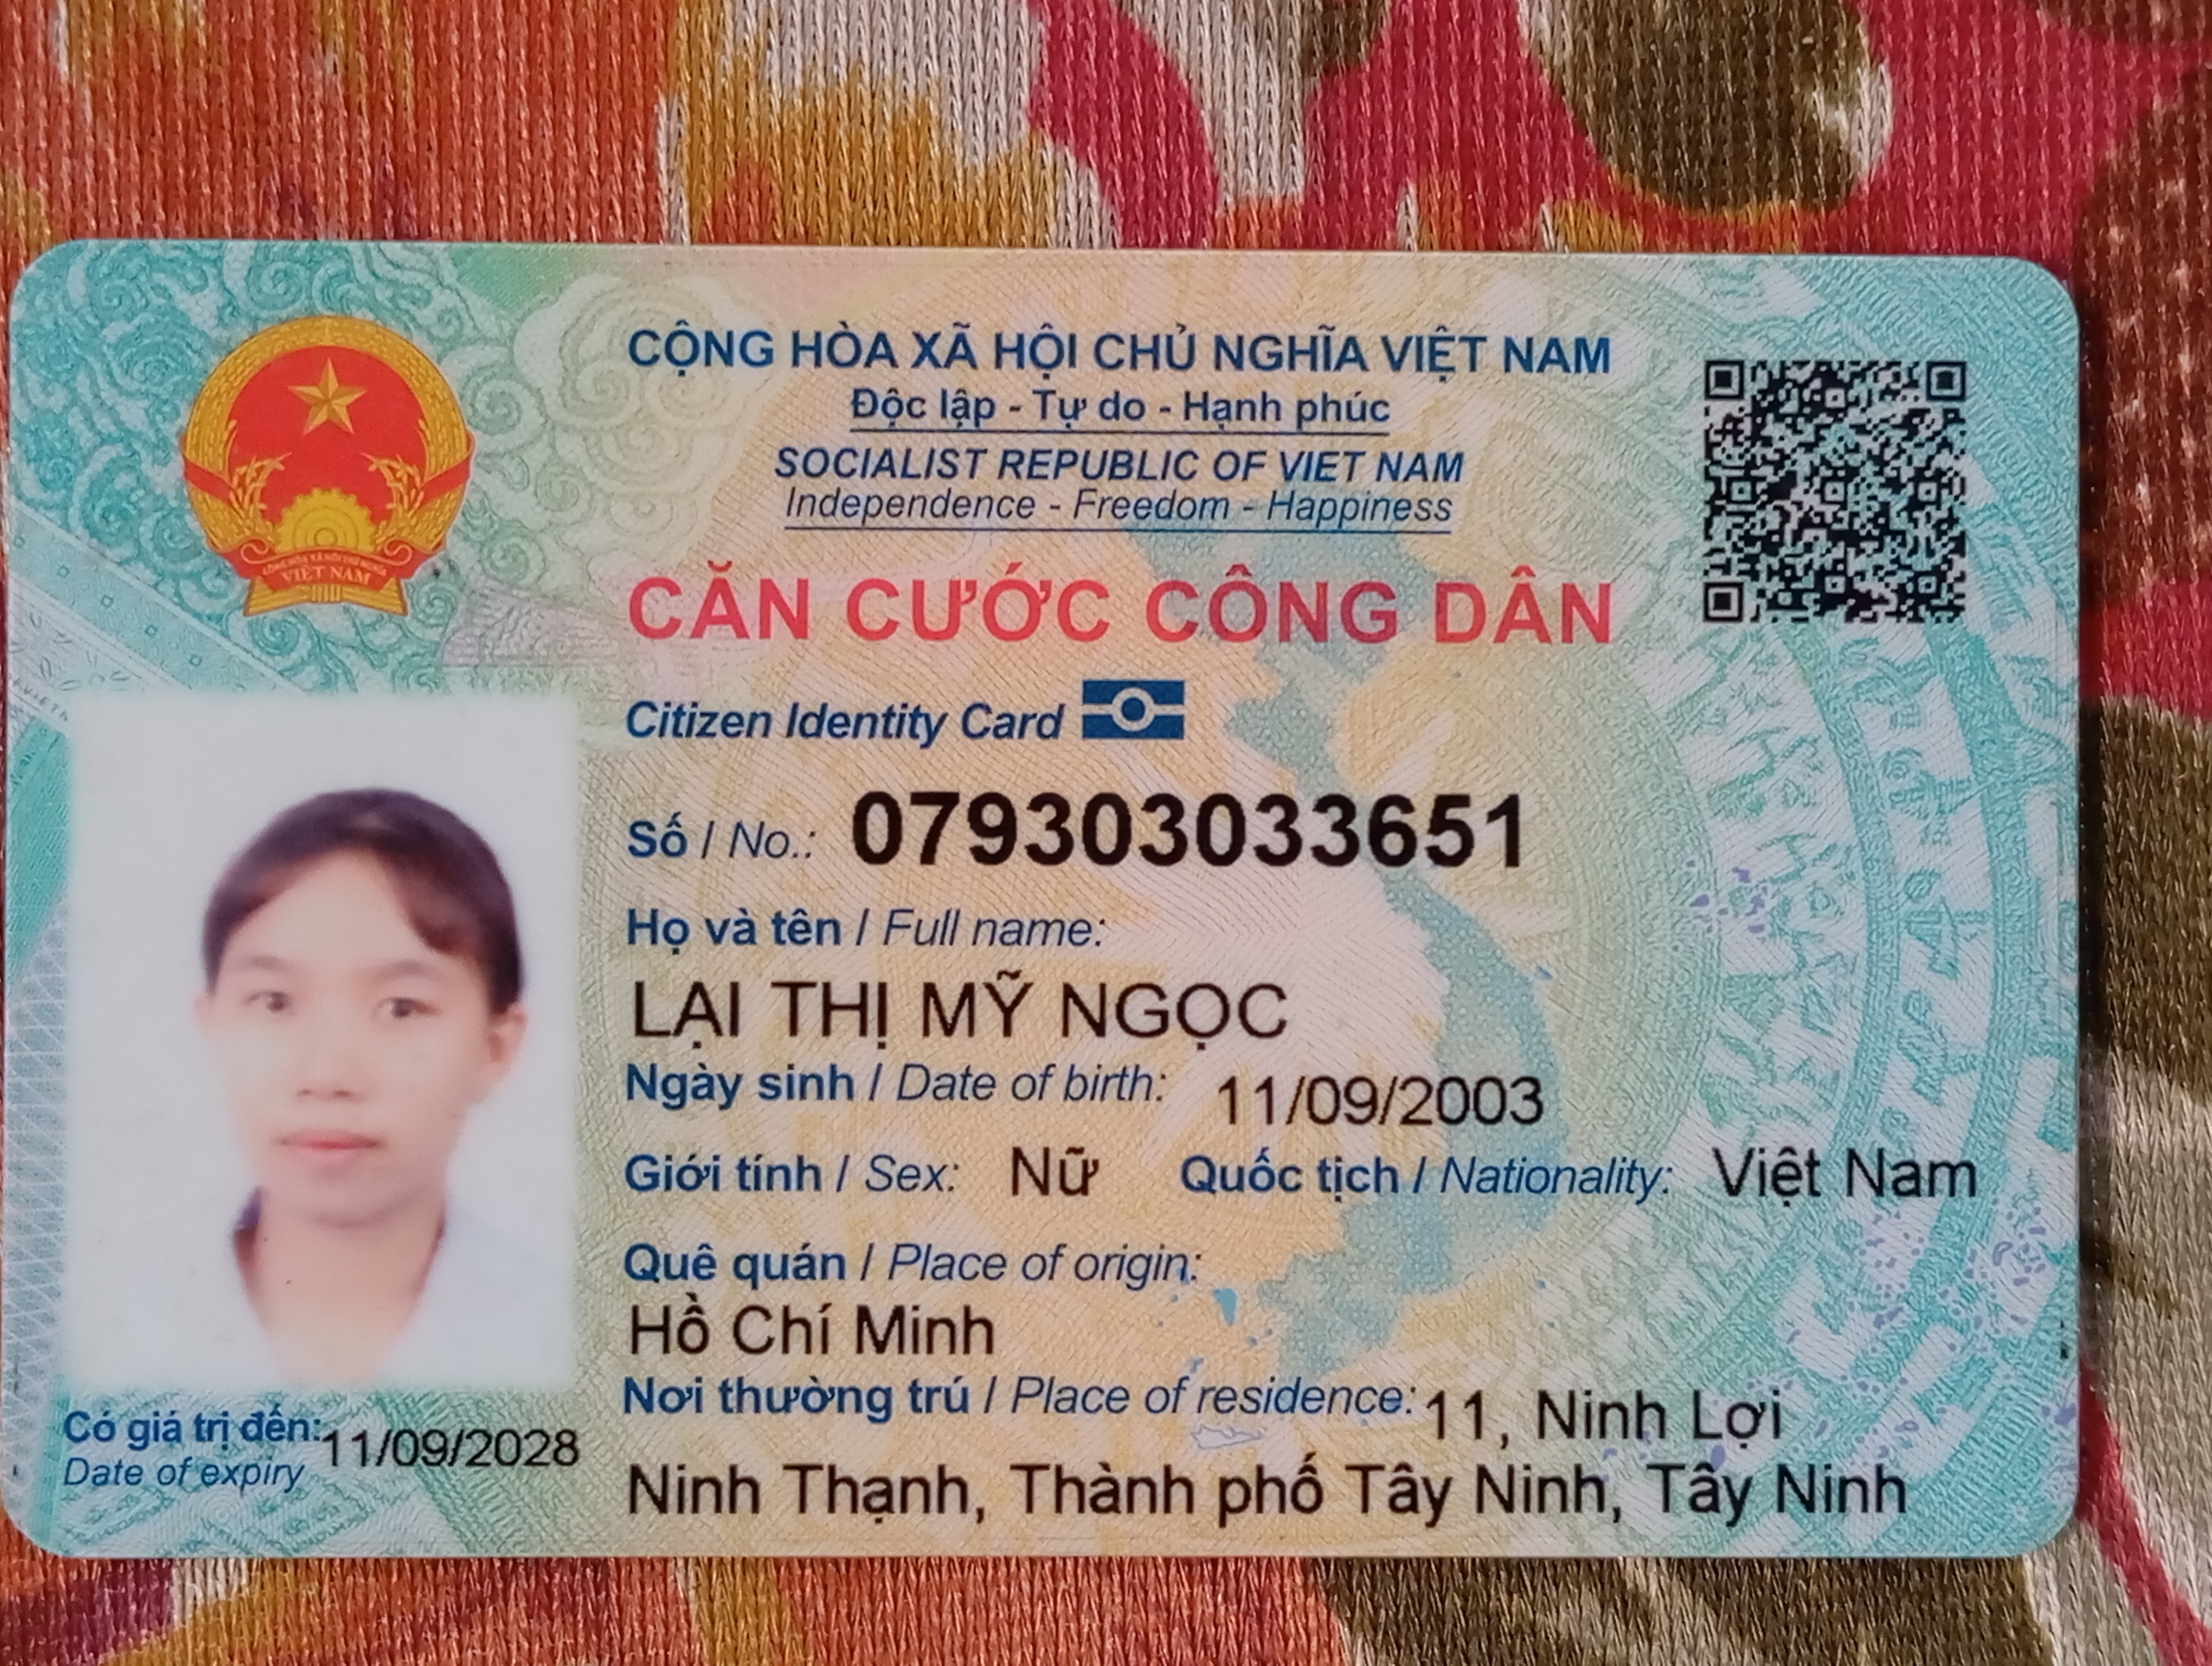 CỘNG HÒA XÃ HỘI CHỦ NGHĨA VIỆT NAM
Độc lập - Tự do - Hạnh phúc
SOCIALIST REPUBLIC OF VIET NAM
Independence - Freedom - Happiness
CĂN CƯỚC CÔNG DÂN
Citizen Identity Card
Số / No.: 079303033651
Họ và tên / Full name:
LẠI THỊ MỸ NGỌC
Ngày sinh / Date of birth: 11/09/2003
Giới tính / Sex: Nữ Quốc tịch / Nationality: Việt Nam
Quê quán / Place of origin:
Hồ Chí Minh
Nơi thường trú / Place of residence: 11, Ninh Lợi
Ninh Thạnh, Thành phố Tây Ninh, Tây Ninh
Có giá trị đến: 11/09/2028
Date of expiry
VIỆT NAM